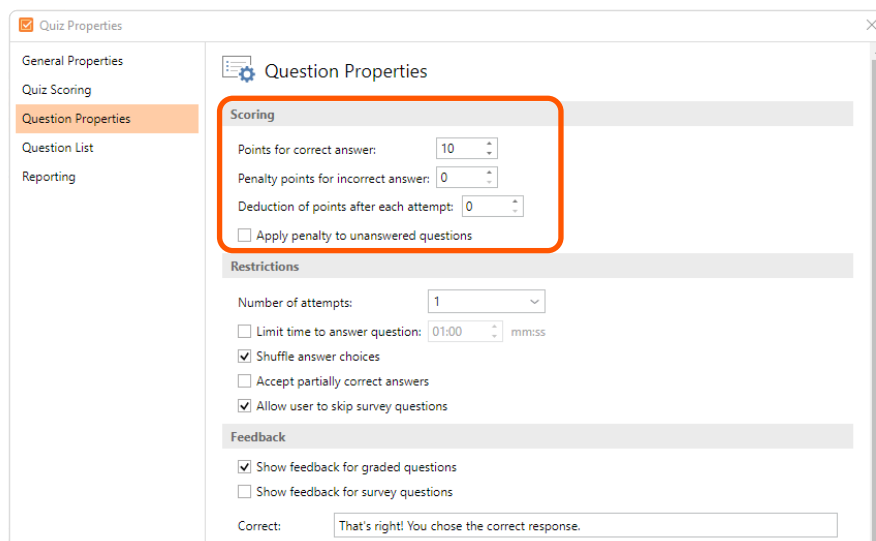 Quiz Properties
General Properties
Quiz Scoring
Question Properties
Question List
Reporting
Question Properties
Scoring
Points for correct answer: 10
Penalty points for incorrect answer: 0
Deduction of points after each attempt: 0
Apply penalty to unanswered questions
Restrictions
Number of attempts: 1
Limit time to answer question: 01:00 mm:ss
Shuffle answer choices
Accept partially correct answers
Allow user to skip survey questions
Feedback
Show feedback for graded questions
Show feedback for survey questions
Correct: That's right! You chose the correct response.